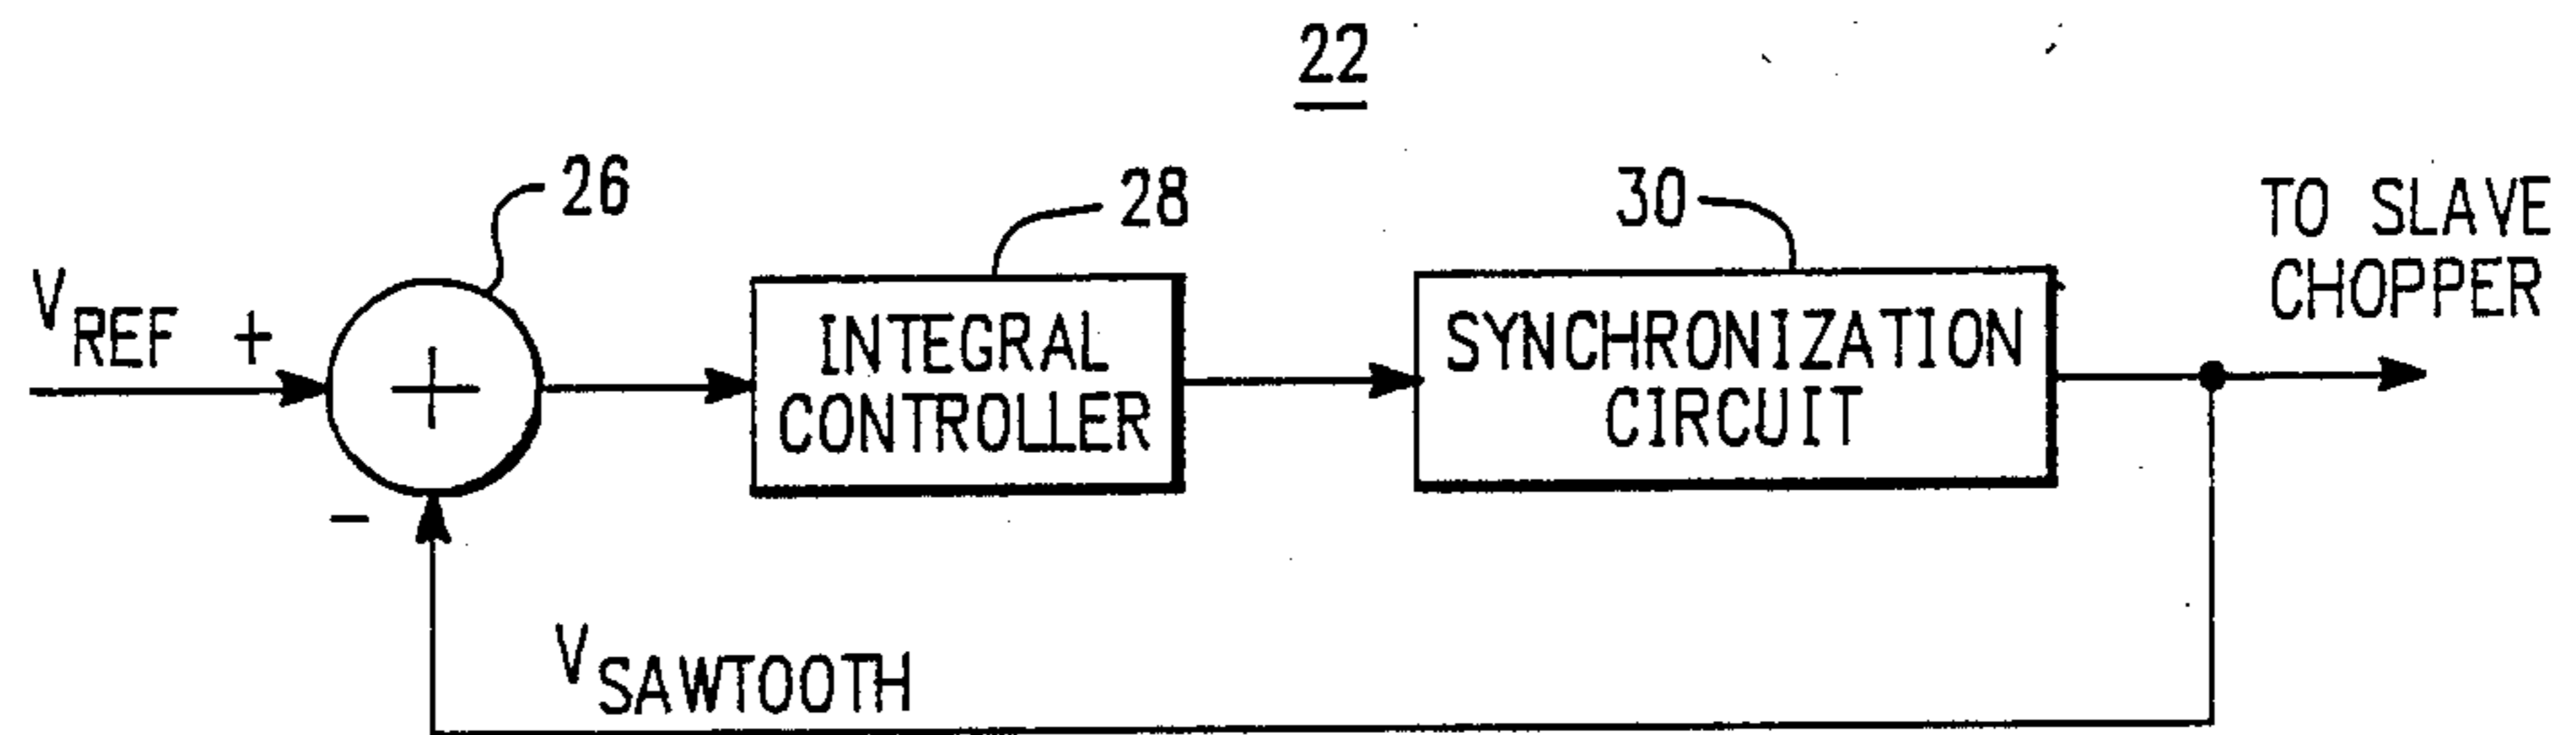 22
26
28
30
TO SLAVE
CHOPPER
V REF +
+
INTEGRAL
CONTROLLER
SYNCHRONIZATION
CIRCUIT
-
V SAWTOOTH